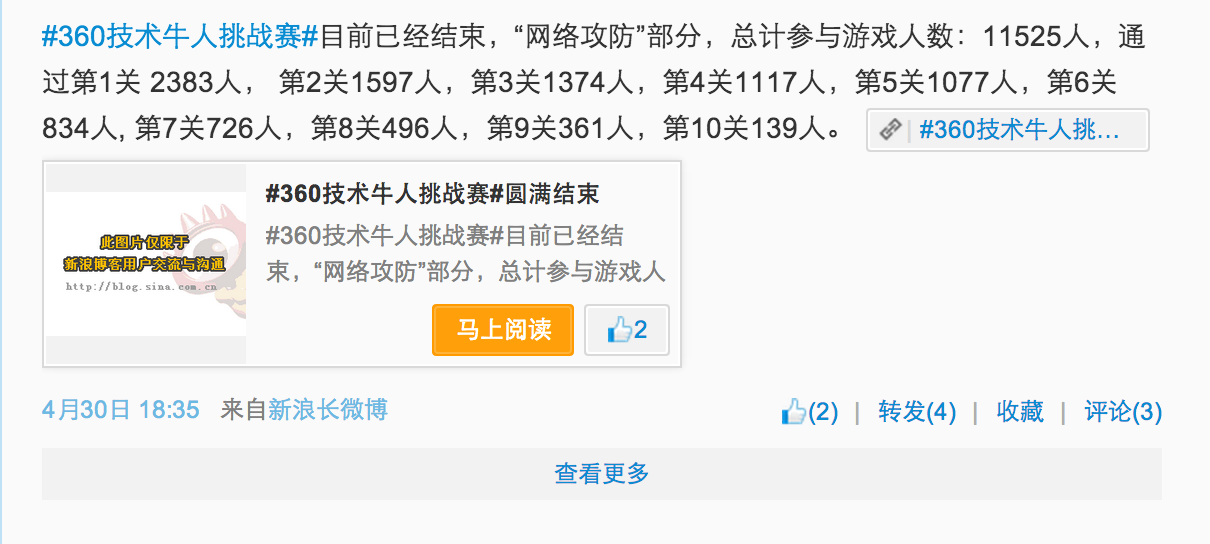 #360技术牛人挑战赛#目前已经结束，“网络攻防”部分，总计参与游戏人数：11525人，通
过第1关 2383人， 第2关1597人，第3关1374人，第4关1117人，第5关1077人，第6关
834人, 第7关726人，第8关496人，第9关361人，第10关139人。 #360技术牛人挑...
#360技术牛人挑战赛#圆满结束
#360技术牛人挑战赛#目前已经结
束，“网络攻防”部分，总计参与游戏人
此图片仅限于
新浪博客用户交流与沟通
http://blog.sina.com.cn
马上阅读 2
4月30日 18:35 来自新浪长微博 (2) | 转发(4) | 收藏 | 评论(3)
查看更多